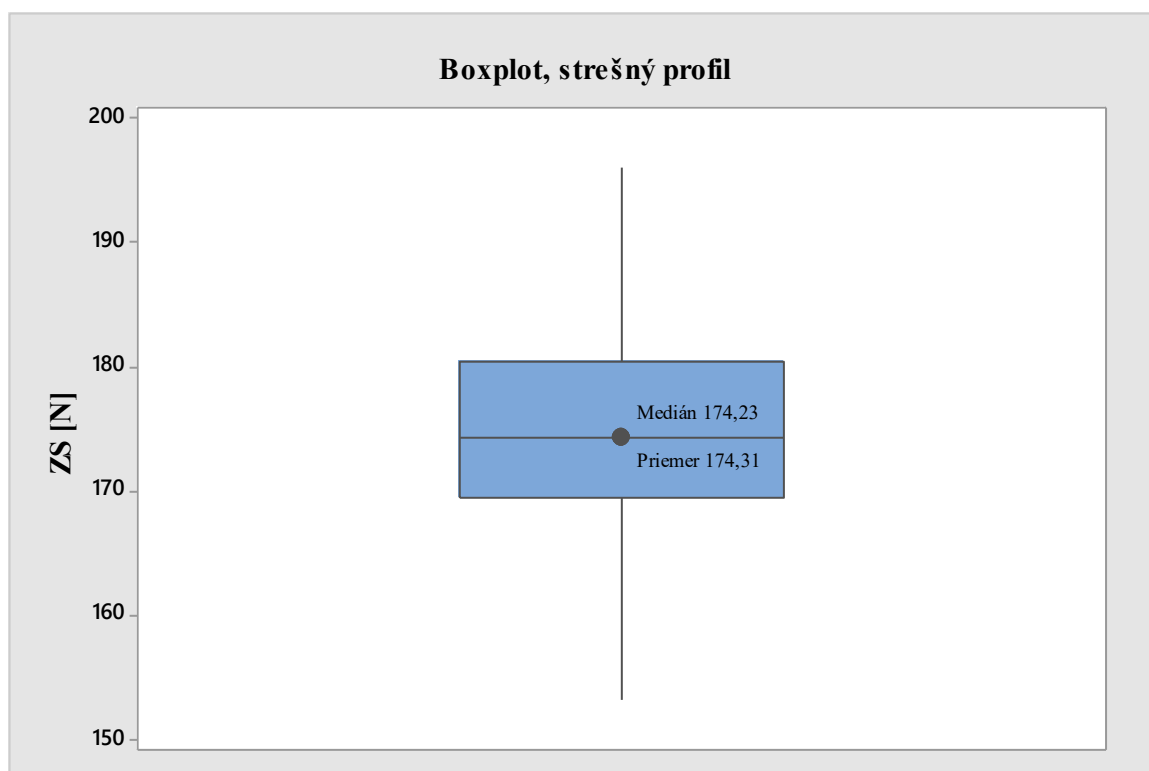 Boxplot, strešný profil
200
190
180
170
160
150
ZS [N]
Medián 174,23
Priemer 174,31